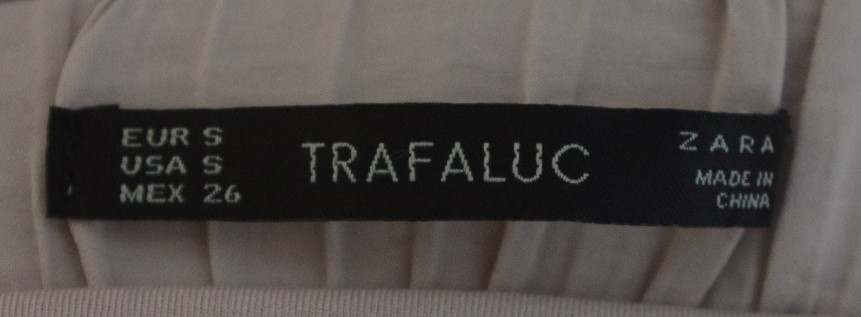 EUR S
USA S
MEX 26
TRAFALUC
ZARA
MADE IN
CHINA